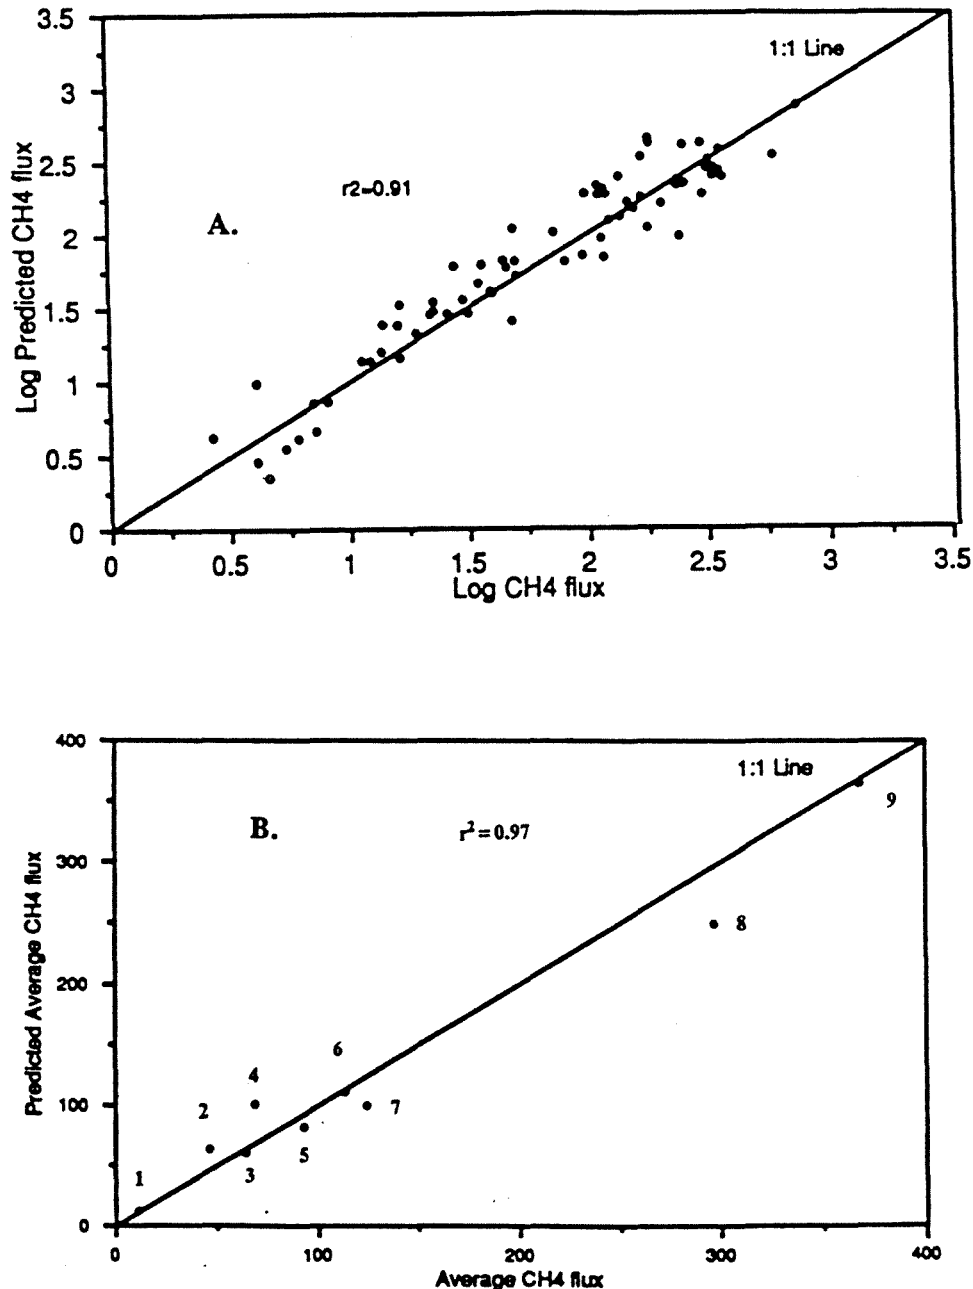 3.5
1:1 Line
3
2.5
r2=0.91
A.
2
1.5
1
0.5
0
Log Predicted CH4 flux
0 0.5 1 1.5 2 2.5 3 3.5
Log CH4 flux
400
1:1 Line
9
B.
r² = 0.97
300
8
200
6
4
100
7
2
5
3
1
0
Predicted Average CH4 flux
0 100 200 300 400
Average CH4 flux